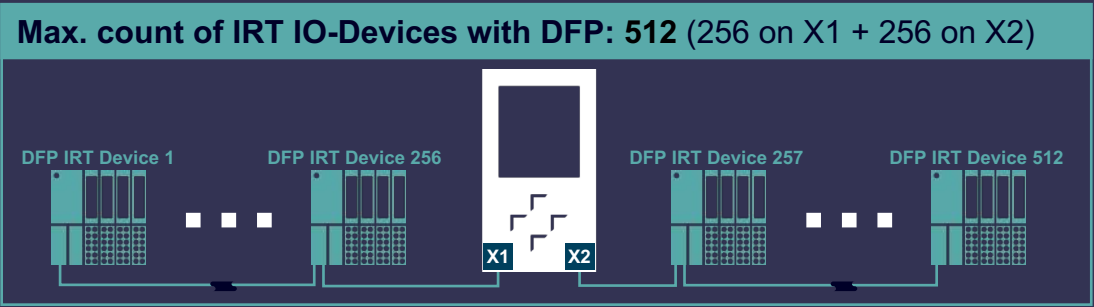 Max. count of IRT IO-Devices with DFP: 512 (256 on X1 + 256 on X2)
DFP IRT Device 1 DFP IRT Device 256 DFP IRT Device 257 DFP IRT Device 512
X1 X2